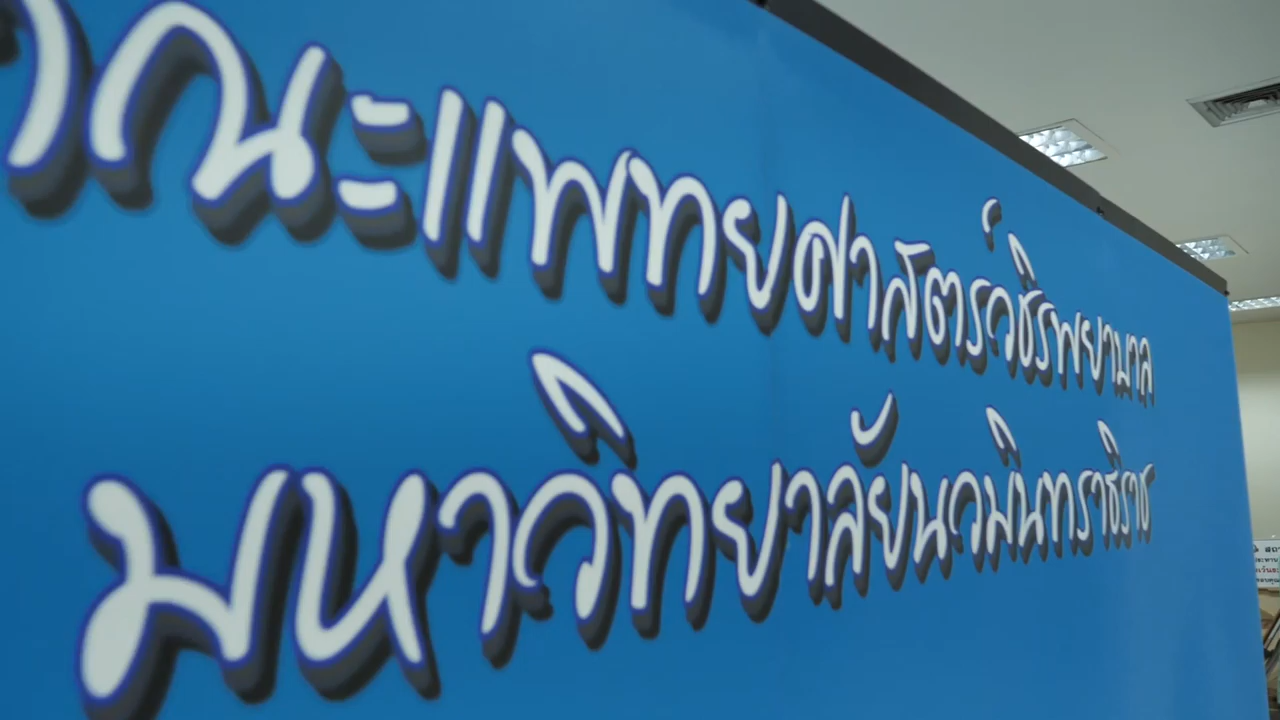 คณะแพทยศาสตร์วชิรพยาบาล
มหาวิทยาลัยนวมินทราธิราช